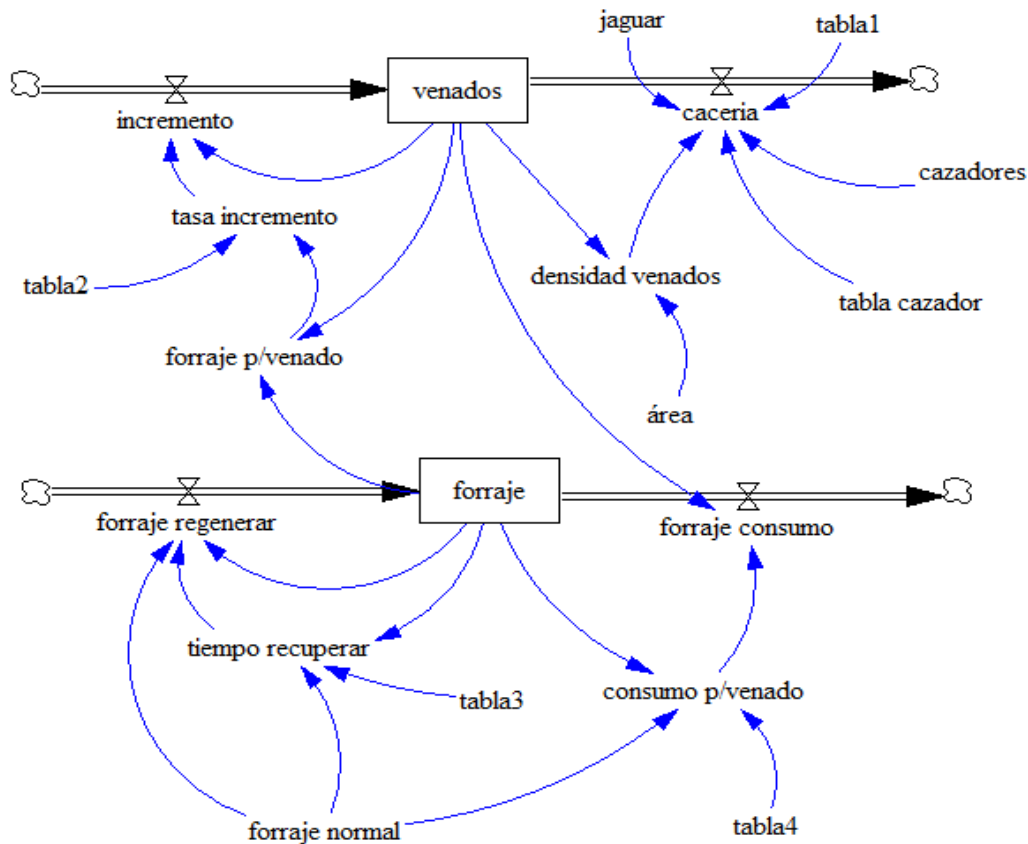 jaguar
tabla1
venados
incremento
caceria
cazadores
tasa incremento
densidad venados
tabla2
tabla cazador
forraje p/venado
área
forraje
forraje regenerar
forraje consumo
tiempo recuperar
tabla3
consumo p/venado
forraje normal
tabla4